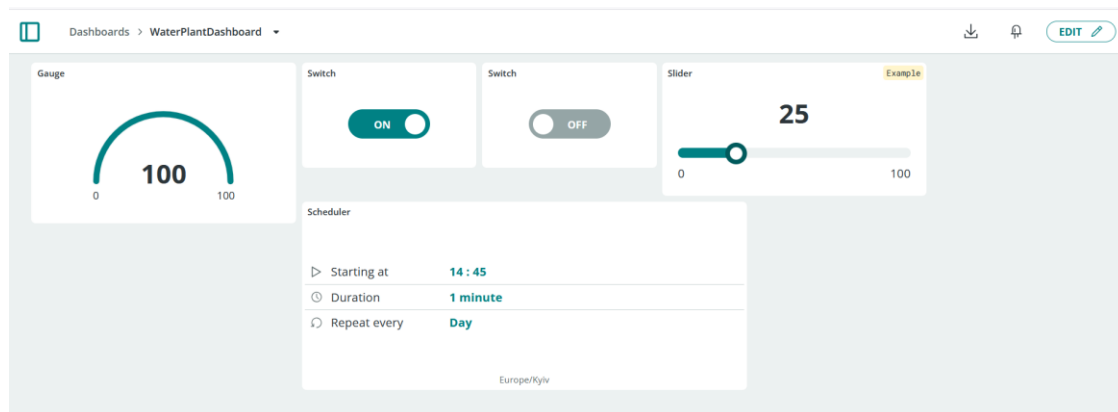 Dashboards > WaterPlantDashboard
EDIT
Gauge
100
0
100
Switch
ON
Switch
OFF
Slider
Example
25
0
100
Scheduler
Starting at 14 : 45
Duration 1 minute
Repeat every Day
Europe/Kyiv